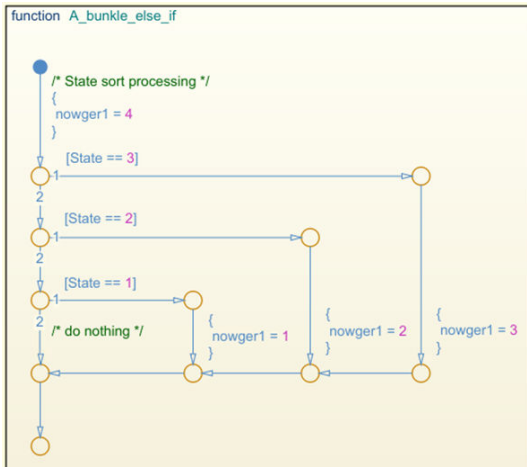 function A_bunkle_else_if
/* State sort processing */
{
nowger1 = 4
}
[State == 3]
1
2
[State == 2]
1
2
[State == 1]
1
2
/* do nothing */
{
nowger1 = 1
}
{
nowger1 = 2
}
{
nowger1 = 3
}